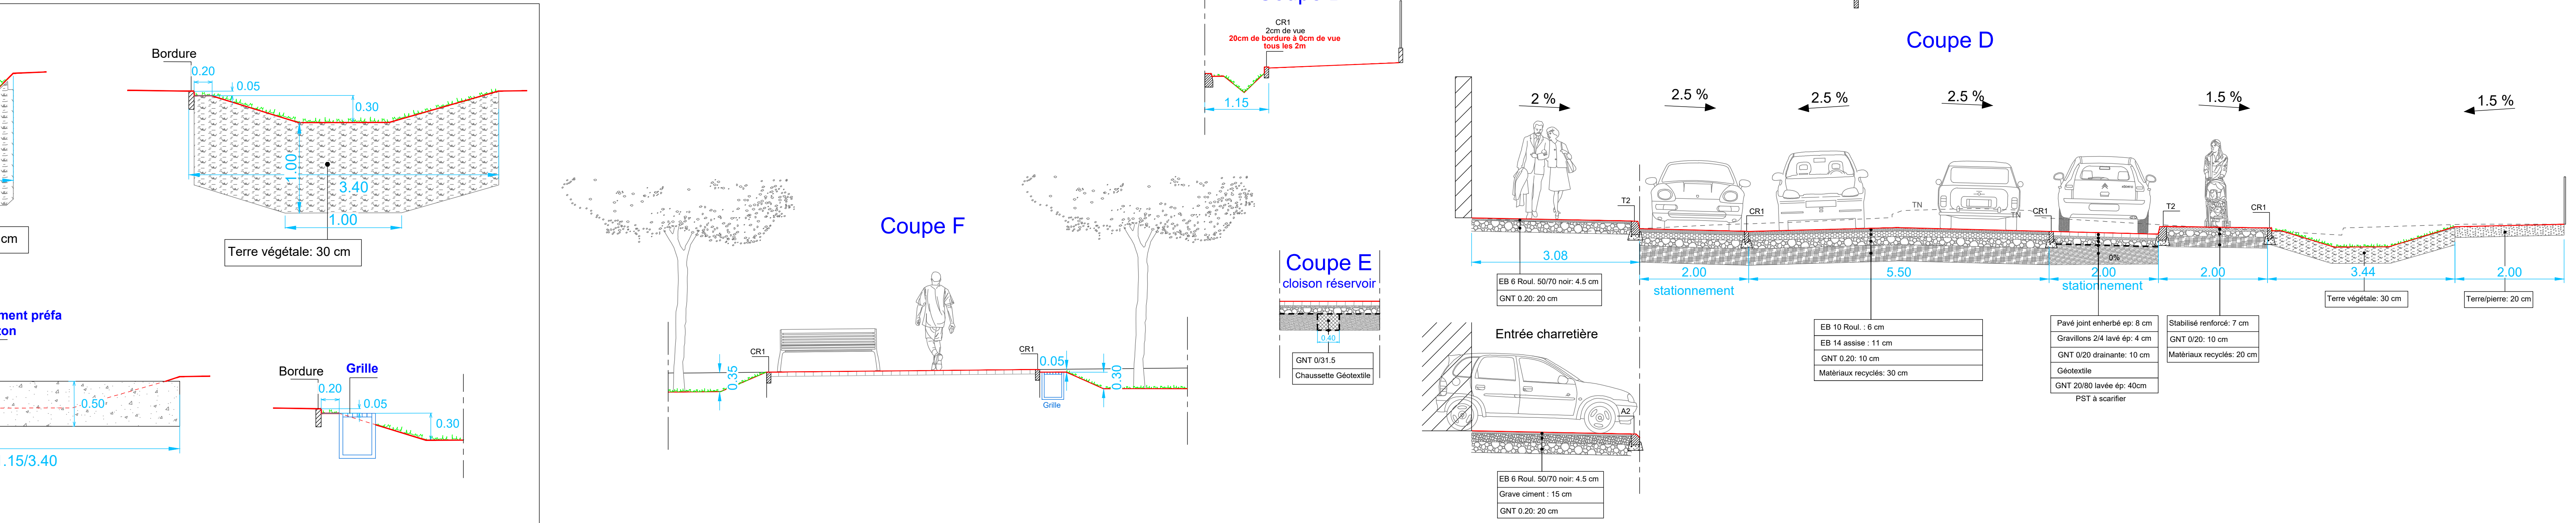 Bordure
0.20
0.05
0.30
1.00
3.40
1.00
Terre végétale: 30 cm
cm
ment préfa
ton
0.50
.15/3.40
Bordure
Grille
0.20
0.05
0.30
CR1
2cm de vue
20cm de bordure à 0cm de vue
tous les 2m
1.15
Coupe F
CR1
CR1
0.35
0.05
0.30
Grille
Coupe E
cloison réservoir
0.40
GNT 0/31.5
Chaussette Géotextile
Coupe D
2 %
2.5 %
2.5 %
2.5 %
1.5 %
1.5 %
T2
CR1
TN
TN
CR1
T2
CR1
0%
3.08
2.00
5.50
2.00
2.00
3.44
2.00
stationnement
stationnement
EB 6 Roul. 50/70 noir: 4.5 cm
GNT 0.20: 20 cm
EB 10 Roul. : 6 cm
EB 14 assise : 11 cm
GNT 0.20: 10 cm
Matériaux recyclés: 30 cm
Pavé joint enherbé ep: 8 cm
Gravillons 2/4 lavé ép: 4 cm
GNT 0/20 drainante: 10 cm
Géotextile
GNT 20/80 lavée ép: 40cm
PST à scarifier
Stabilisé renforcé: 7 cm
GNT 0/20: 10 cm
Matériaux recyclés: 20 cm
Terre végétale: 30 cm
Terre/pierre: 20 cm
Entrée charretière
A2
EB 6 Roul. 50/70 noir: 4.5 cm
Grave ciment : 15 cm
GNT 0.20: 20 cm